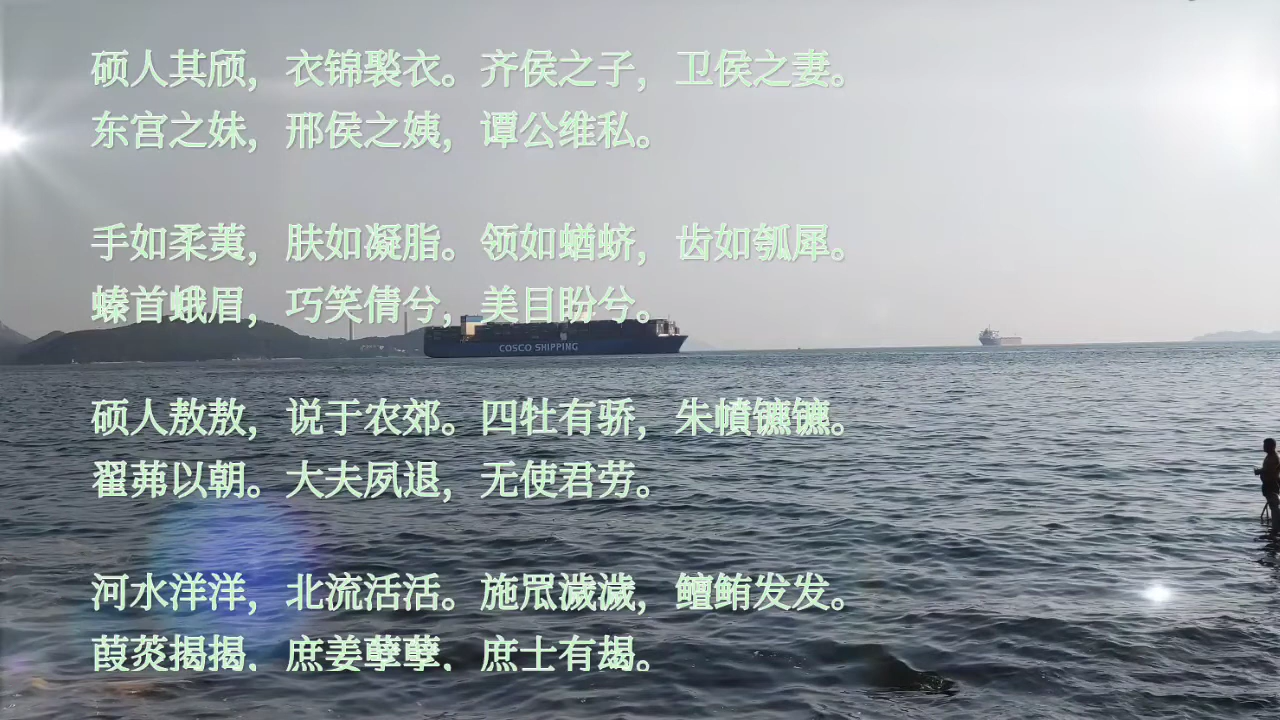 硕人其颀，衣锦褧衣。齐侯之子，卫侯之妻。
东宫之妹，邢侯之姨，谭公维私。
手如柔荑，肤如凝脂。领如蝤蛴，齿如瓠犀。
螓首蛾眉，巧笑倩兮，美目盼兮。
COSCO SHIPPING
硕人敖敖，说于农郊。四牡有骄，朱幩镳镳。
翟茀以朝。大夫夙退，无使君劳。
河水洋洋，北流活活。施罛濊濊，鳣鲔发发。
葭菼揭揭，庶姜孽孽，庶士有朅。